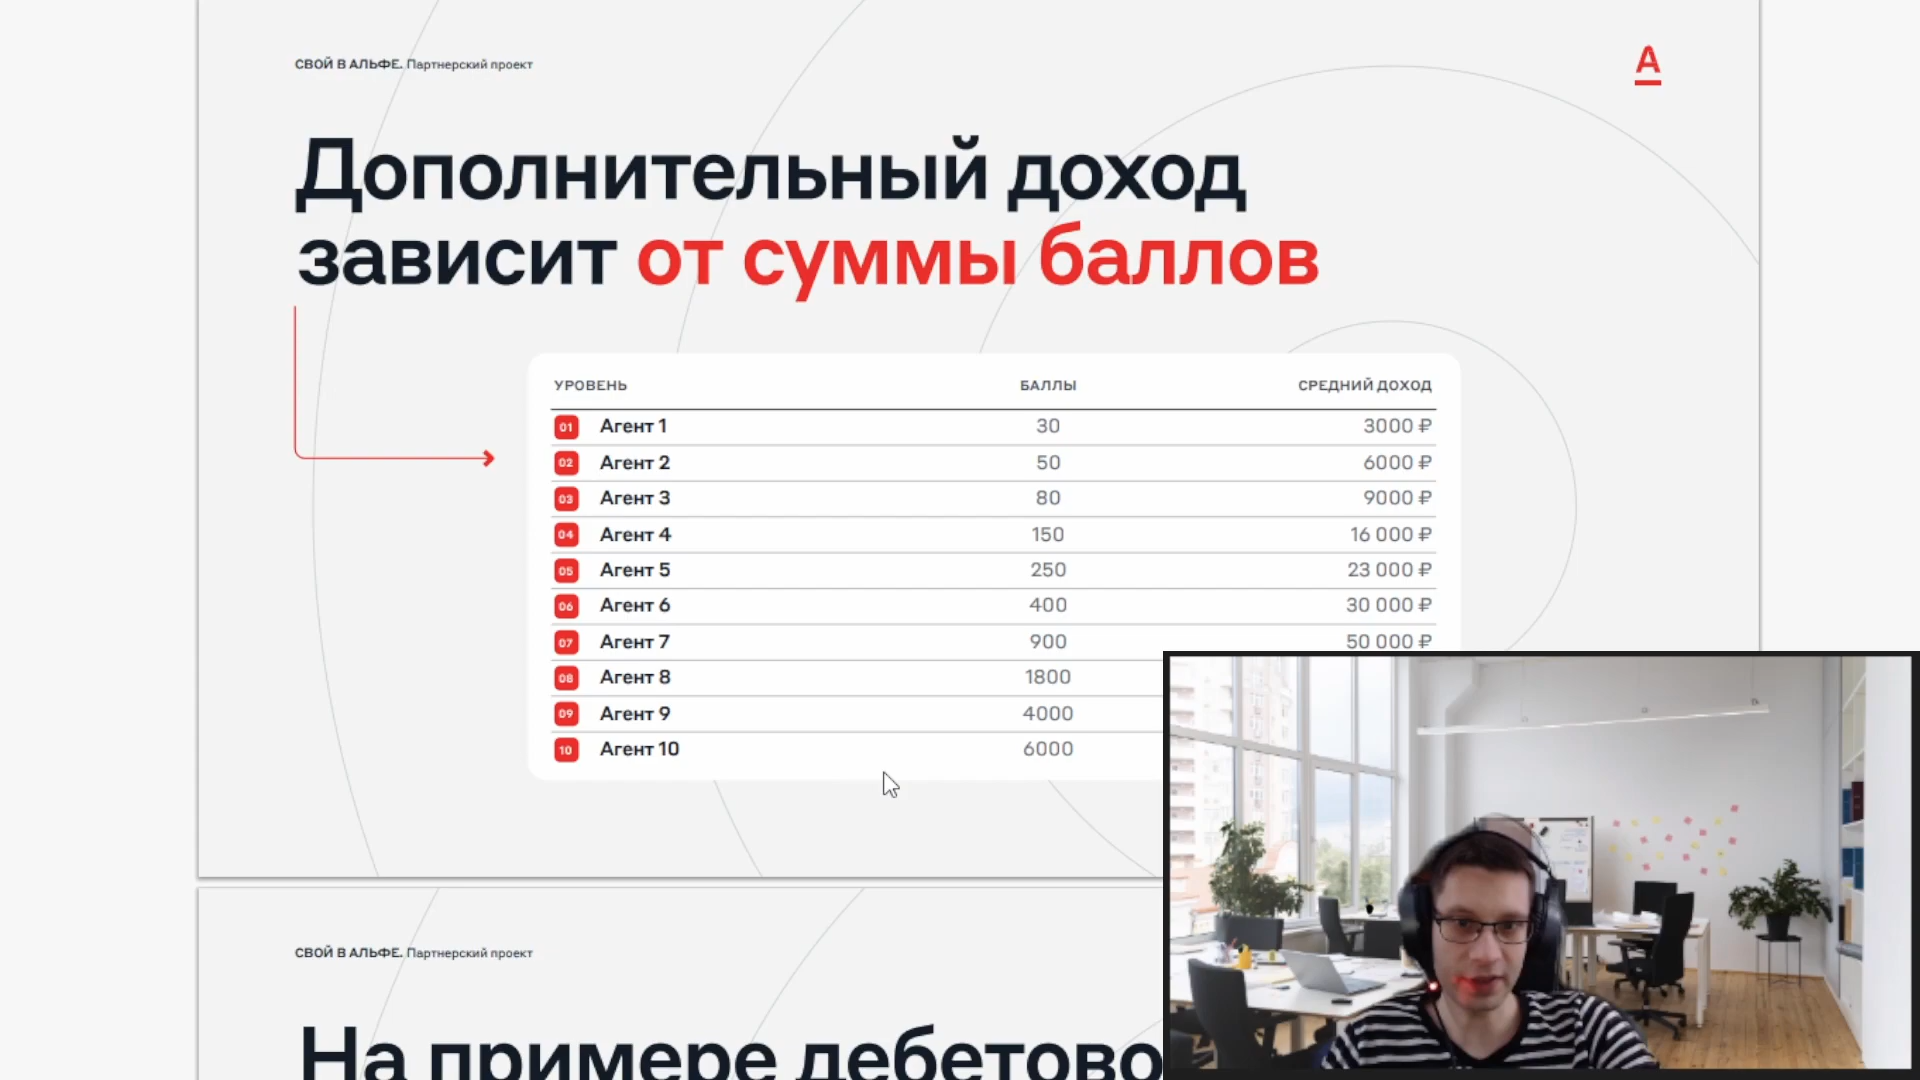 СВОЙ В АЛЬФЕ. Партнерский проект
А
Дополнительный доход
зависит от суммы баллов
УРОВЕНЬ БАЛЛЫ СРЕДНИЙ ДОХОД
01 Агент 1 30 3000 ₽
02 Агент 2 50 6000 ₽
03 Агент 3 80 9000 ₽
04 Агент 4 150 16 000 ₽
05 Агент 5 250 23 000 ₽
06 Агент 6 400 30 000 ₽
07 Агент 7 900 50 000 ₽
08 Агент 8 1800
09 Агент 9 4000
10 Агент 10 6000
СВОЙ В АЛЬФЕ. Партнерский проект
На примере дебетово